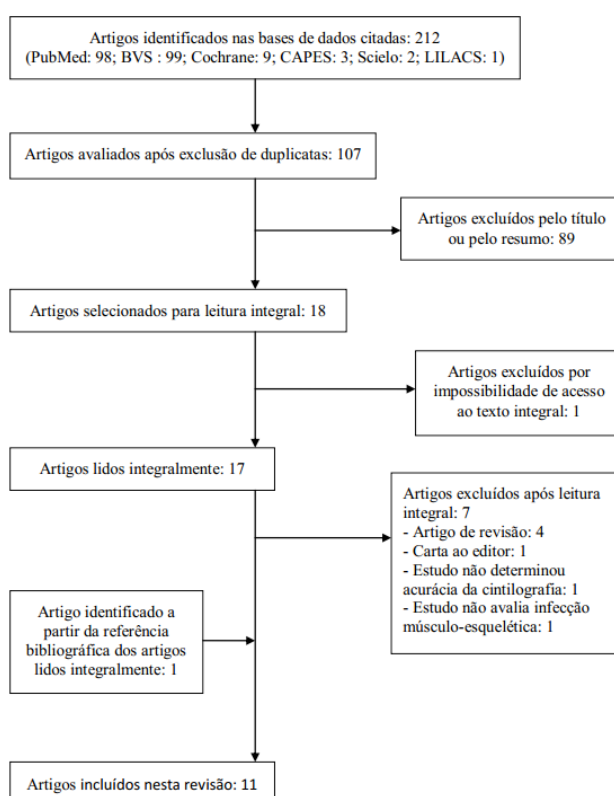 Artigos identificados nas bases de dados citadas: 212
(PubMed: 98; BVS : 99; Cochrane: 9; CAPES: 3; Scielo: 2; LILACS: 1)
Artigos avaliados após exclusão de duplicatas: 107
Artigos excluídos pelo título
ou pelo resumo: 89
Artigos selecionados para leitura integral: 18
Artigos excluídos por
impossibilidade de acesso
ao texto integral: 1
Artigos lidos integralmente: 17
Artigos excluídos após leitura
integral: 7
- Artigo de revisão: 4
- Carta ao editor: 1
- Estudo não determinou
acurácia da cintilografia: 1
- Estudo não avalia infecção
músculo-esquelética: 1
Artigo identificado a
partir da referência
bibliográfica dos artigos
lidos integralmente: 1
Artigos incluídos nesta revisão: 11